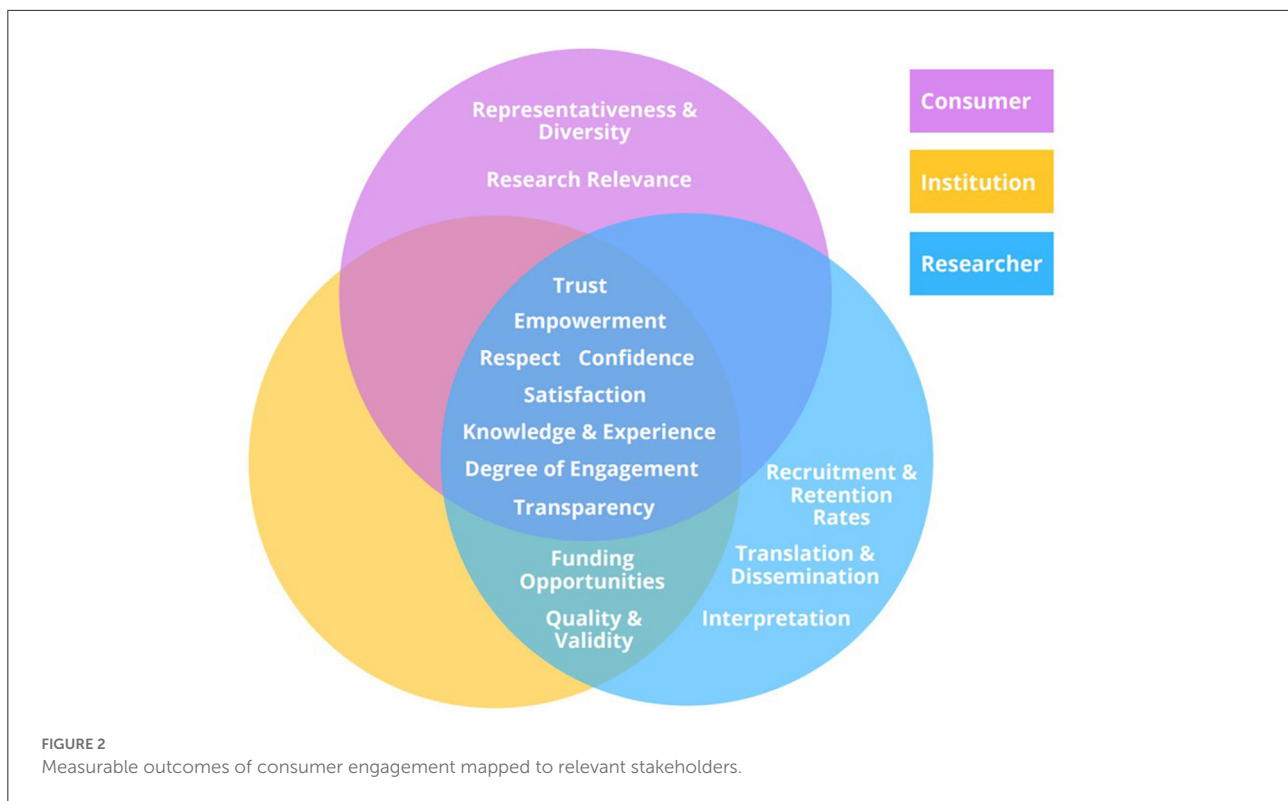 Representativeness &
Diversity
Research Relevance
Consumer
Institution
Researcher
Trust
Empowerment
Respect Confidence
Satisfaction
Knowledge & Experience
Degree of Engagement
Transparency
Funding
Opportunities
Quality &
Validity
Recruitment &
Retention
Rates
Translation &
Dissemination
Interpretation
FIGURE 2
Measurable outcomes of consumer engagement mapped to relevant stakeholders.